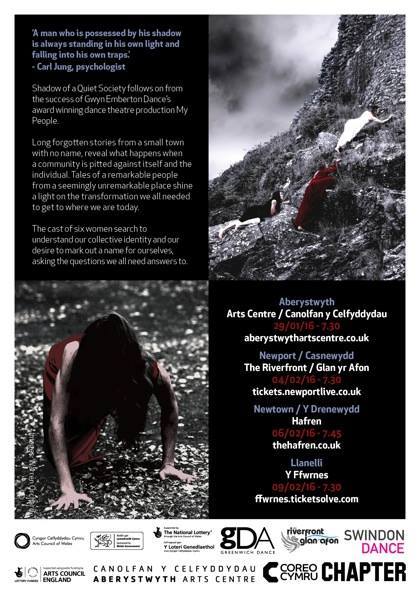 'A man who is possessed by his shadow
is always standing in his own light and
falling into his own traps.'
- Carl Jung, psychologist
Shadow of a Quiet Society follows on from
the success of Gwyn Emberton Dance's
award winning dance theatre production My
People.
Long forgotten stories from a small town
with no name, reveal what happens when
a community is pitted against itself and the
individual. Tales of a remarkable people
from a seemingly unremarkable place shine
a light on the transformation we all needed
to get to where we are today.
The cast of six women search to
understand our collective identity and our
desire to mark out a name for ourselves,
asking the questions we all need answers to.
Aberystwyth
Arts Centre / Canolfan y Celfyddydau
29/01/16 - 7.30
aberystwythartscentre.co.uk
Newport / Casnewydd
The Riverfront / Glan yr Afon
04/02/16 - 7.30
tickets.newportlive.co.uk
Newtown / Y Drenewydd
Hafren
06/02/16 - 7.45
thehafren.co.uk
Llanelli
Y Ffwrnes
09/02/16 - 7.30
ffwrnes.ticketsolve.com
Cyngor Celfyddydau Cymru
Arts Council of Wales
The National Lottery
Y Loteri Genedlaethol
gDA
GREENWICH DANCE
riverfront
glan afon
SWINDON
DANCE
LOTTERY FUNDED
ARTS COUNCIL
ENGLAND
CANOLFAN Y CELFYDDYDAU
ABERYSTWYTH ARTS CENTRE
COREO
CYMRU
CHAPTER